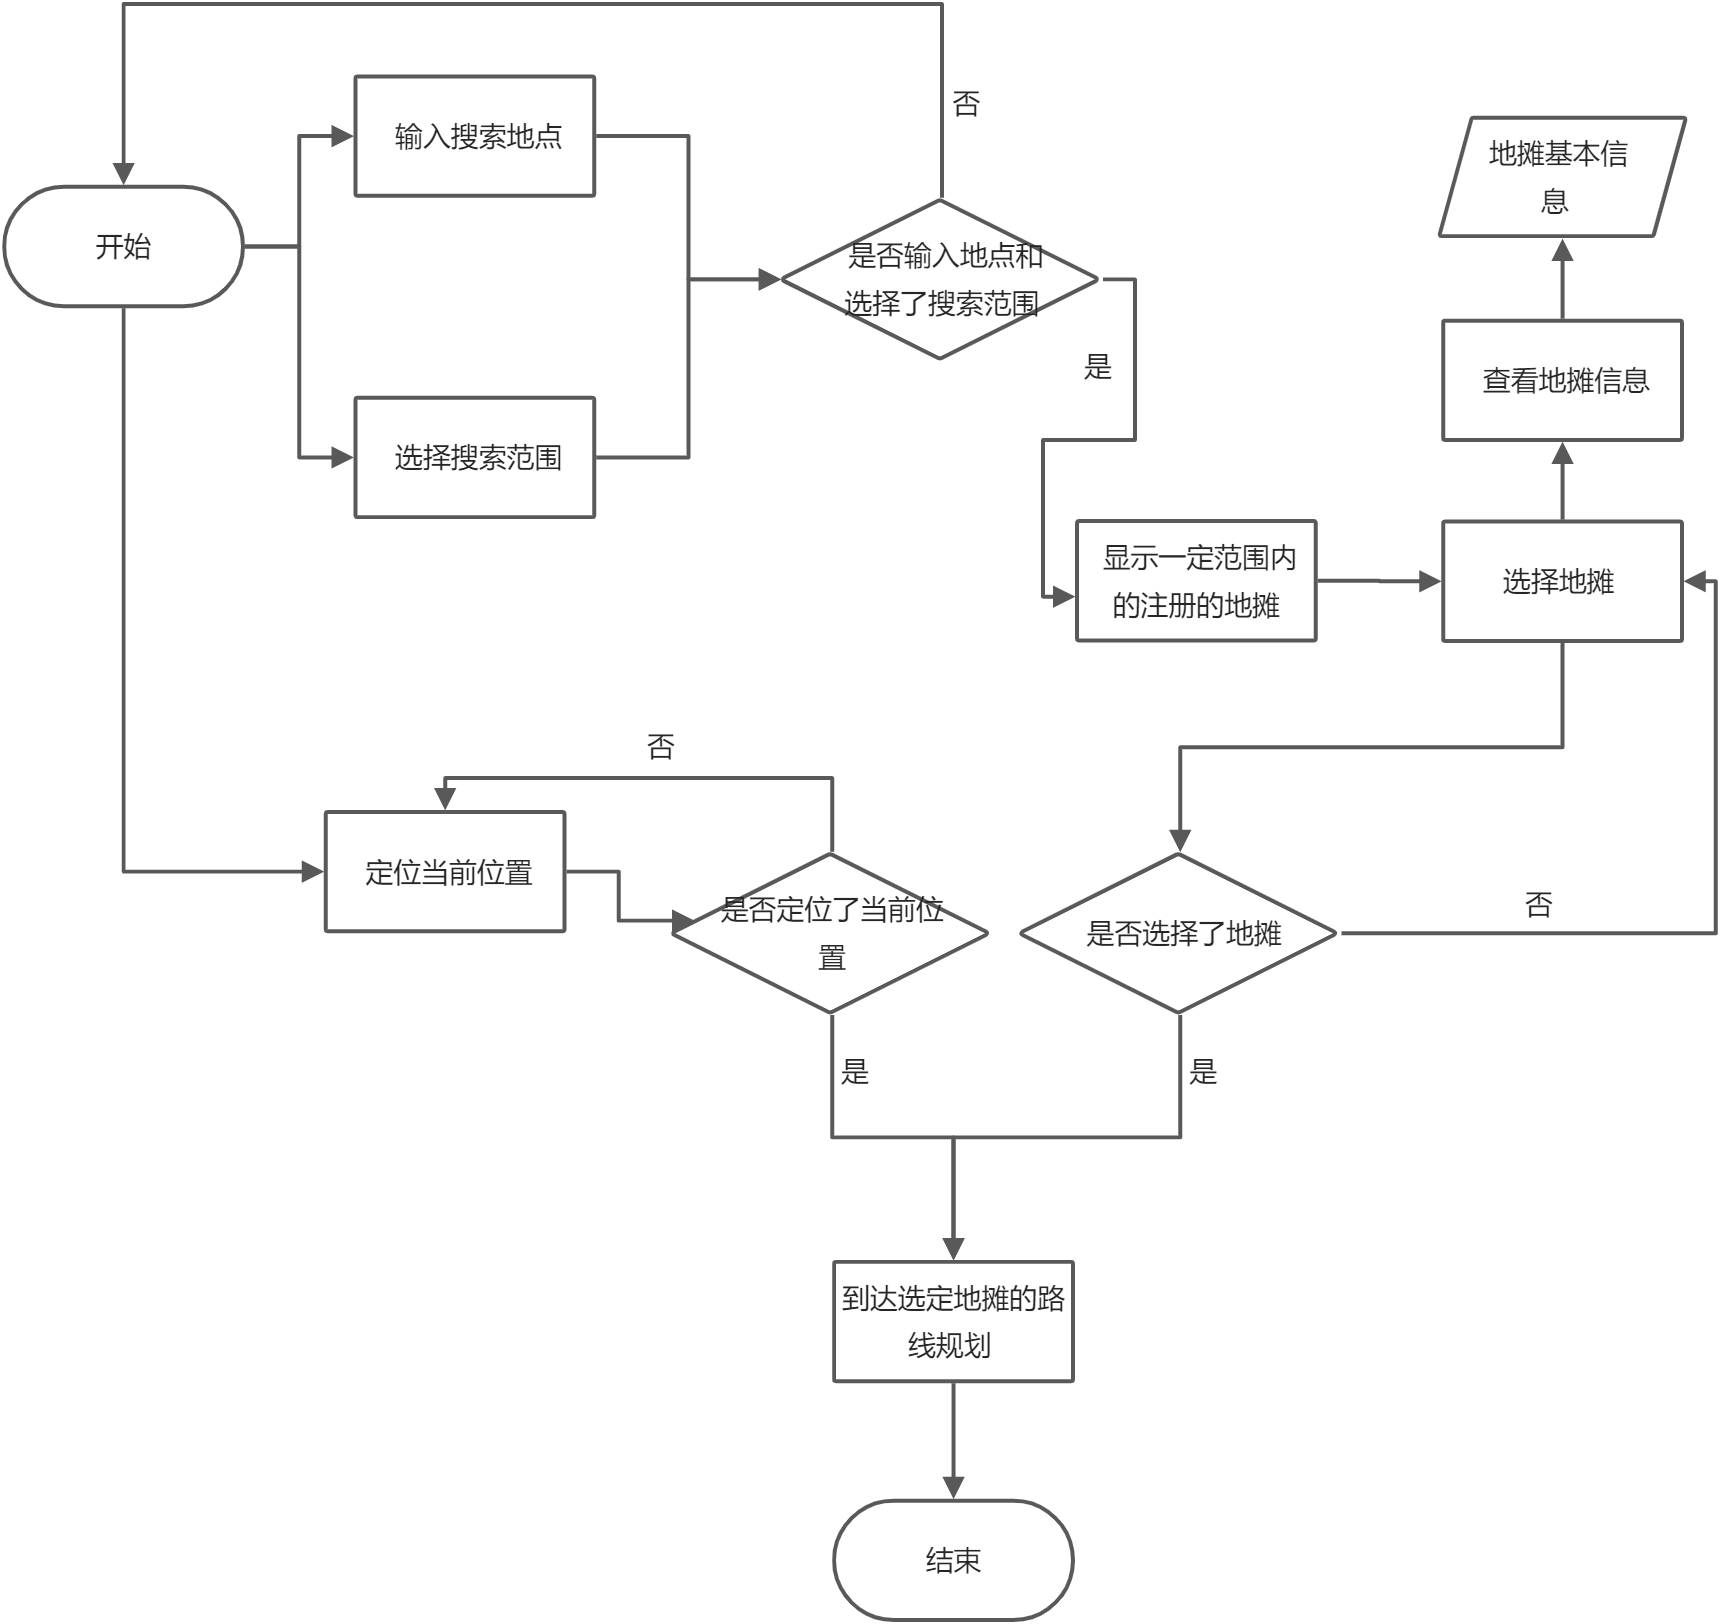 否
输入搜索地点
地摊基本信
息
开始
是否输入地点和
选择了搜索范围
是
查看地摊信息
选择搜索范围
显示一定范围内
的注册的地摊
选择地摊
否
定位当前位置
是否定位了当前位
置
是否选择了地摊
否
是
是
到达选定地摊的路
线规划
结束